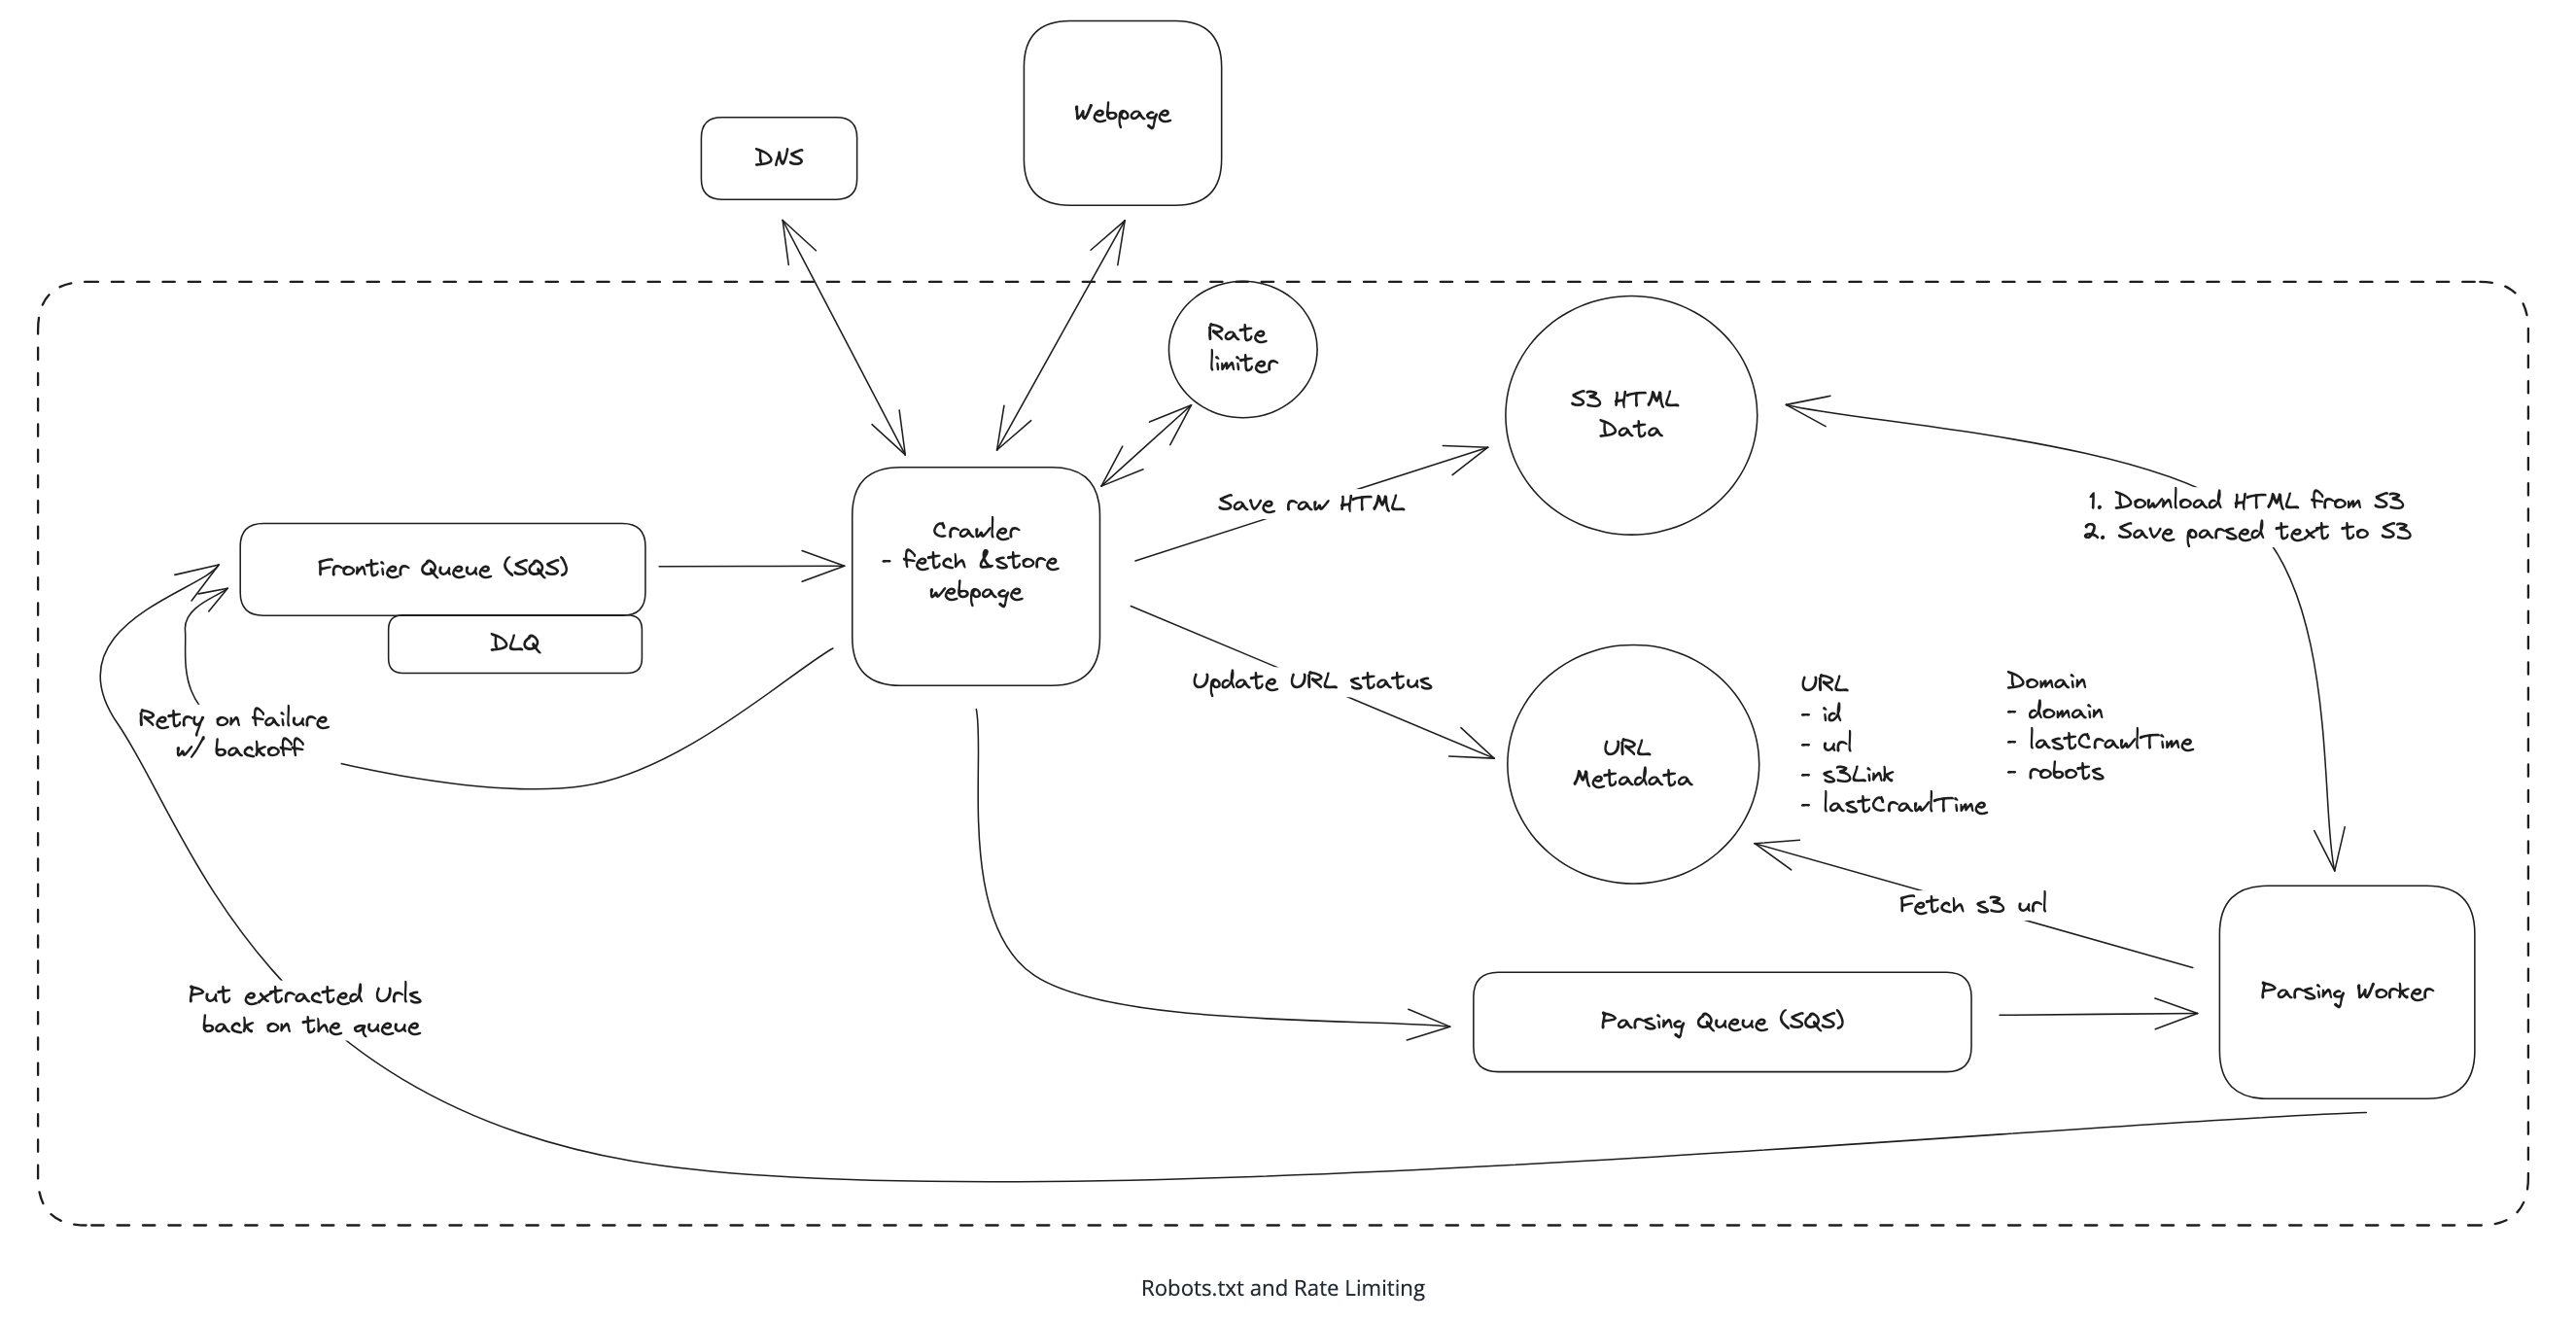 Webpage
DNS
Rate
limiter
S3 HTML
Data
Save raw HTML
1. Download HTML from S3
2. Save parsed text to S3
Crawler
- fetch &store
webpage
Frontier Queue (SQS)
DLQ
Update URL status
Retry on failure
w/ backoff
URL
Metadata
URL
- id
- url
- s3Link
- lastCrawlTime
Domain
- domain
- lastCrawlTime
- robots
Fetch s3 url
Parsing Queue (SQS)
Parsing Worker
Put extracted Urls
back on the queue
Robots.txt and Rate Limiting